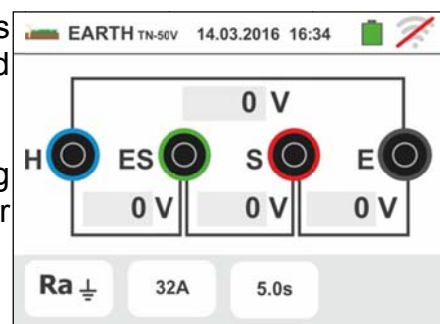 s
EARTH TN-50V 14.03.2016 16:34
d
0 V
H ES S E
g
0 V 0 V 0 V
r
Ra
32A
5.0s